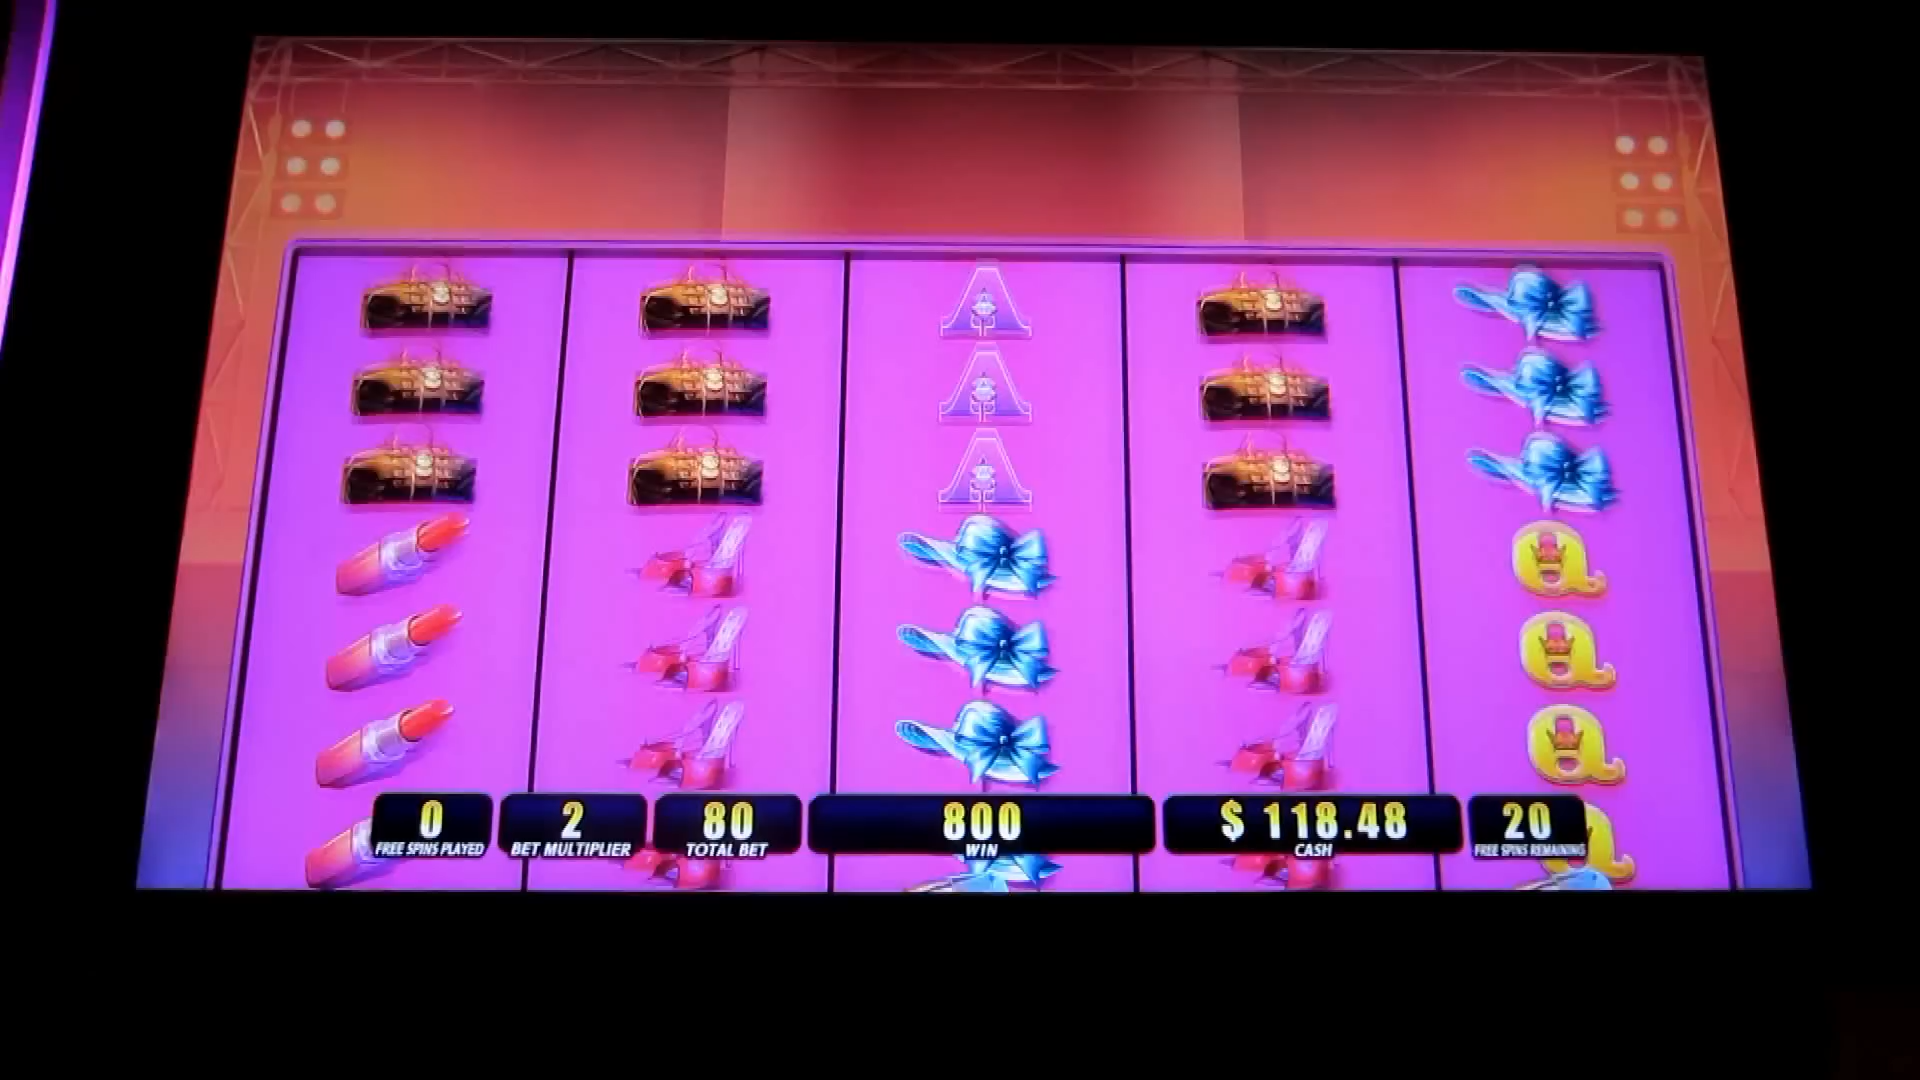 A
A
A
Q
Q
Q
0 2 80 800 $ 118.48 20
FREE SPINS PLAYED BET MULTIPLIER TOTAL BET WIN CASH FREE SPINS REMAINING